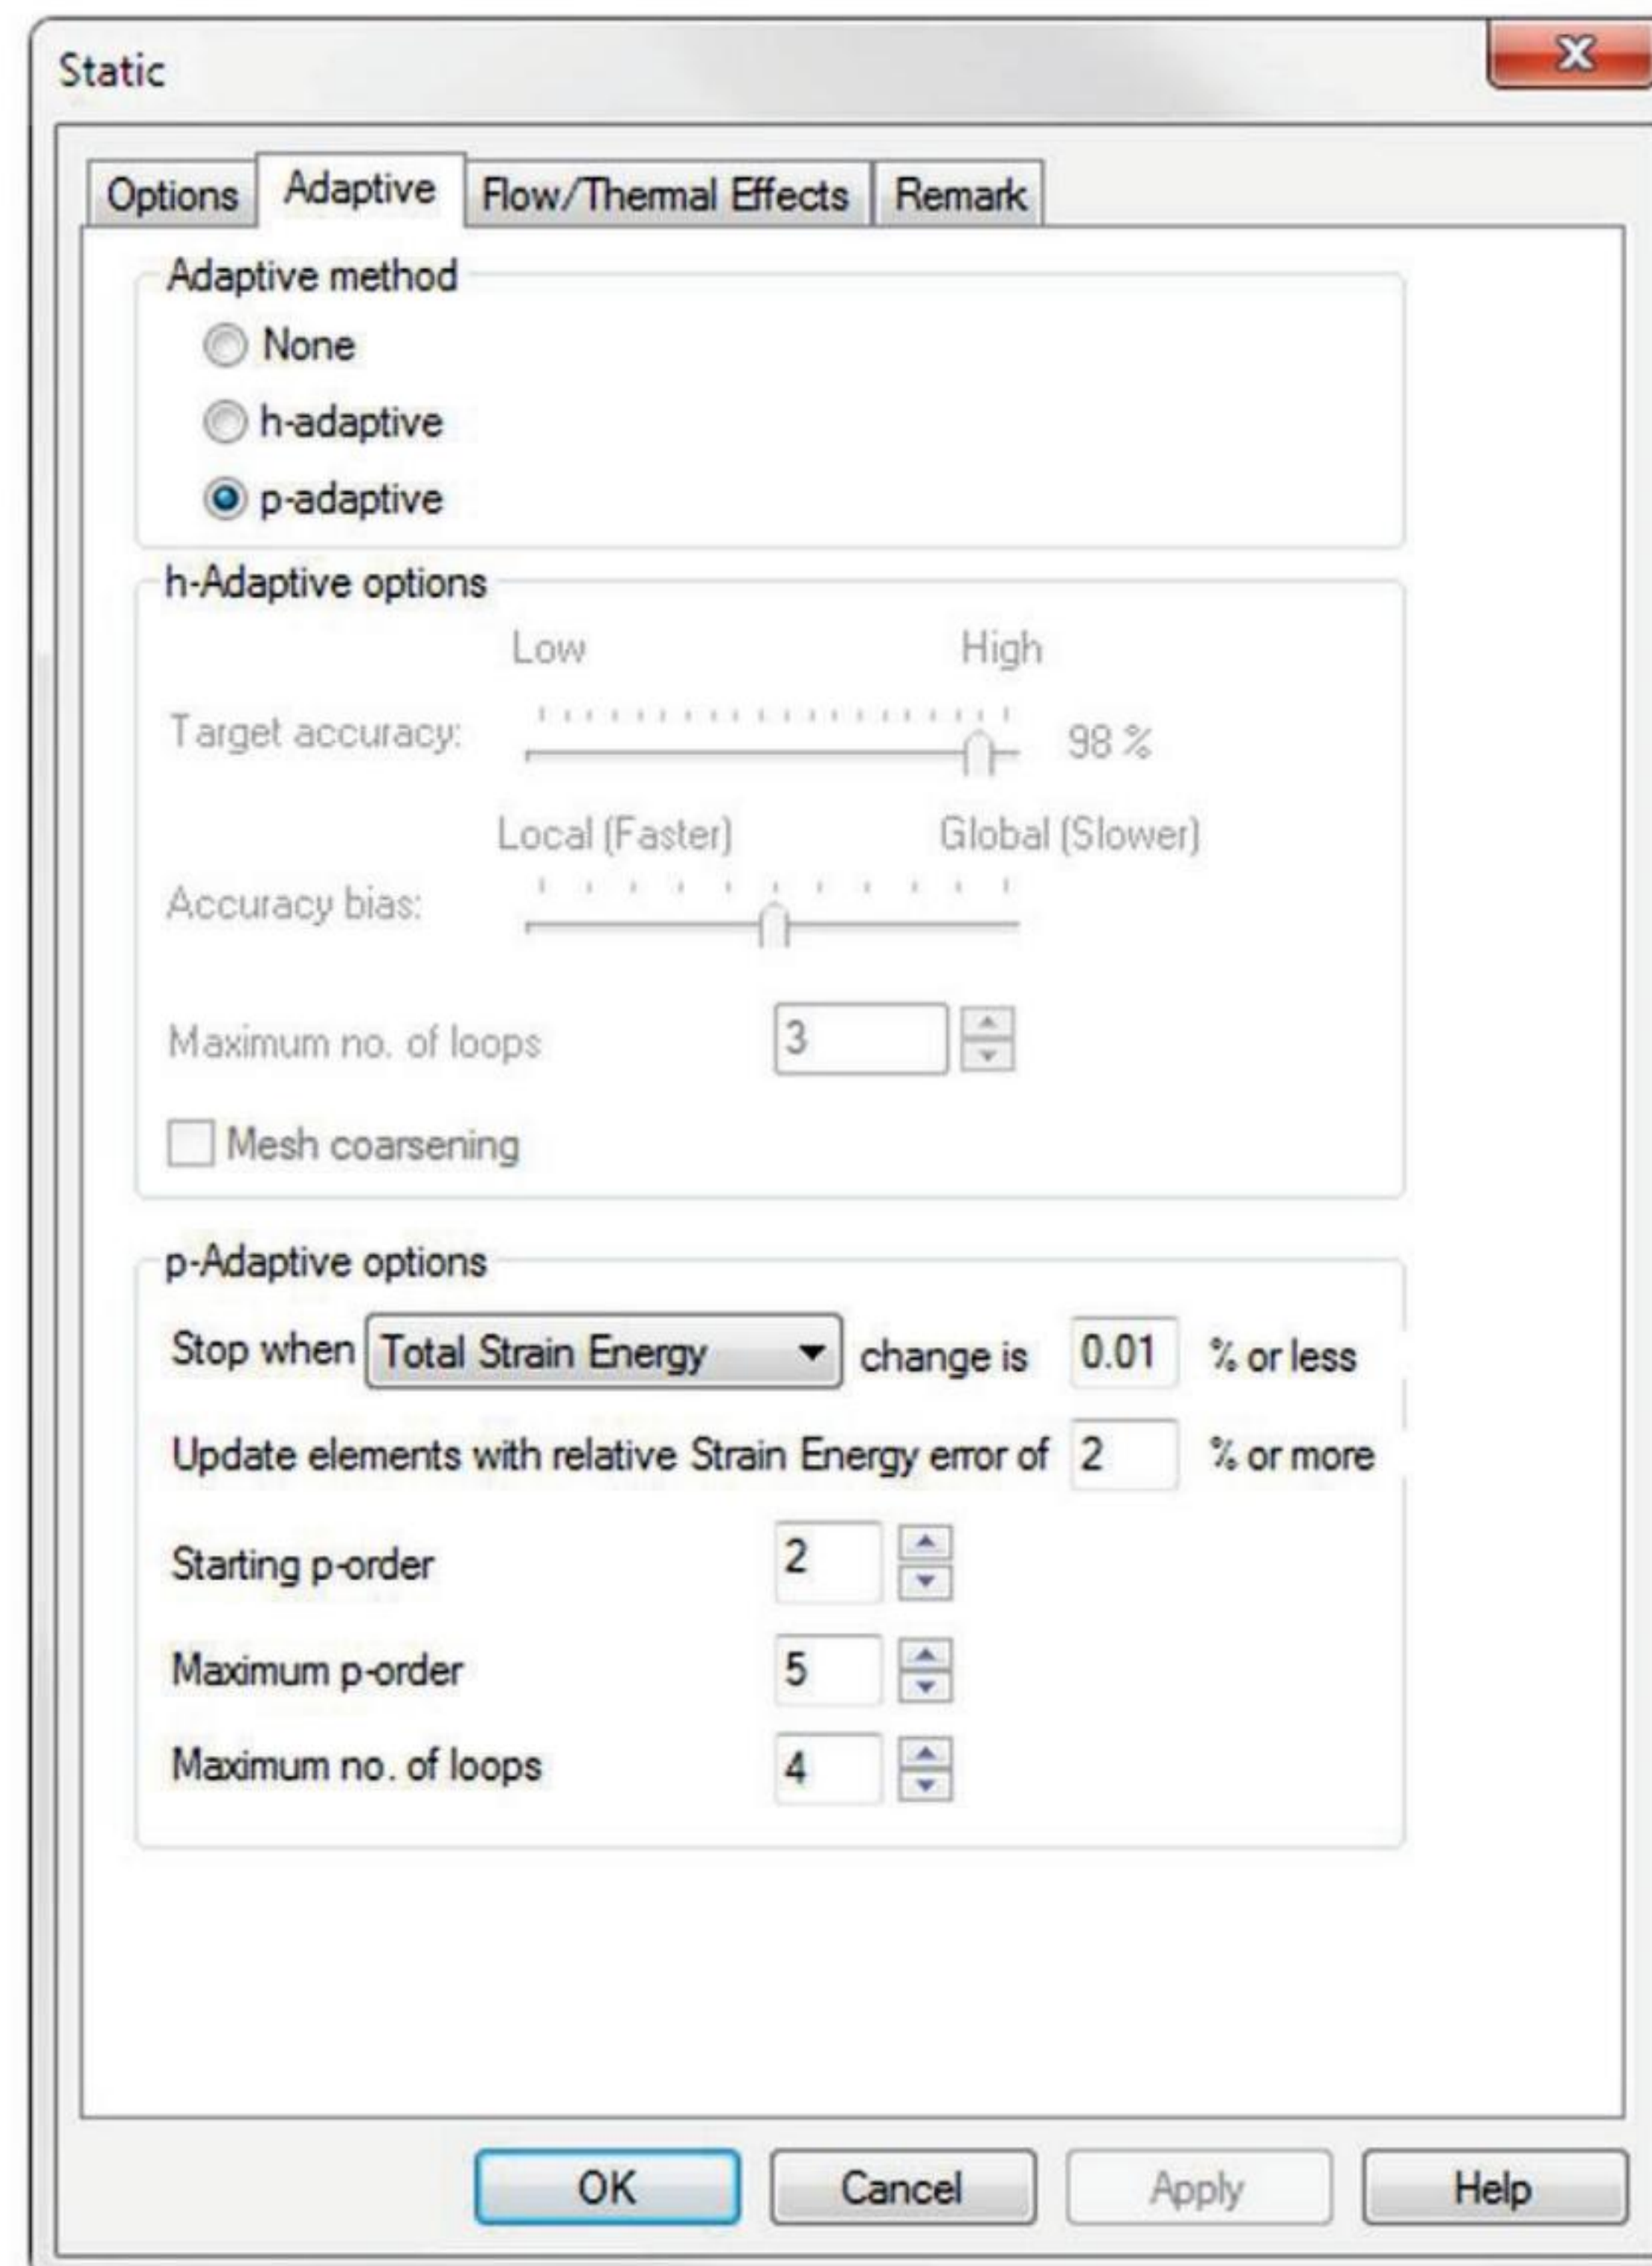 Static
Options Adaptive Flow/Thermal Effects Remark
Adaptive method
None
h-adaptive
p-adaptive
h-Adaptive options
Low High
Target accuracy: 98 %
Local (Faster) Global (Slower)
Accuracy bias:
Maximum no. of loops 3
Mesh coarsening
p-Adaptive options
Stop when Total Strain Energy change is 0.01 % or less
Update elements with relative Strain Energy error of 2 % or more
Starting p-order 2
Maximum p-order 5
Maximum no. of loops 4
OK Cancel Apply Help